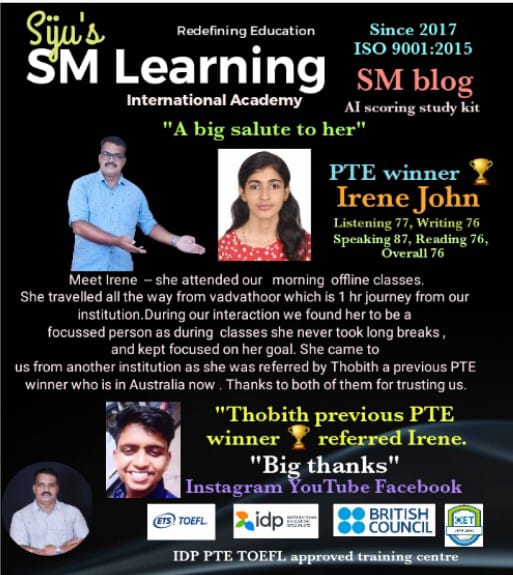 Siju's
Redefining Education
SM Learning
International Academy
Since 2017
ISO 9001:2015
SM blog
AI scoring study kit
"A big salute to her"
PTE winner 🏆
Irene John
Listening 77, Writing 76
Speaking 87, Reading 76,
Overall 76
Meet Irene -- she attended our morning offline classes.
She travelled all the way from vadvathoor which is 1 hr journey from our
institution.During our interaction we found her to be a
focussed person as during classes she never took long breaks ,
and kept focused on her goal. She came to
us from another institution as she was referred by Thobith a previous PTE
winner who is in Australia now . Thanks to both of them for trusting us.
"Thobith previous PTE
winner 🏆 referred Irene.
"Big thanks"
Instagram YouTube Facebook
ETS TOEFL.
idp
BRITISH
COUNCIL
OET
IDP PTE TOEFL approved training centre